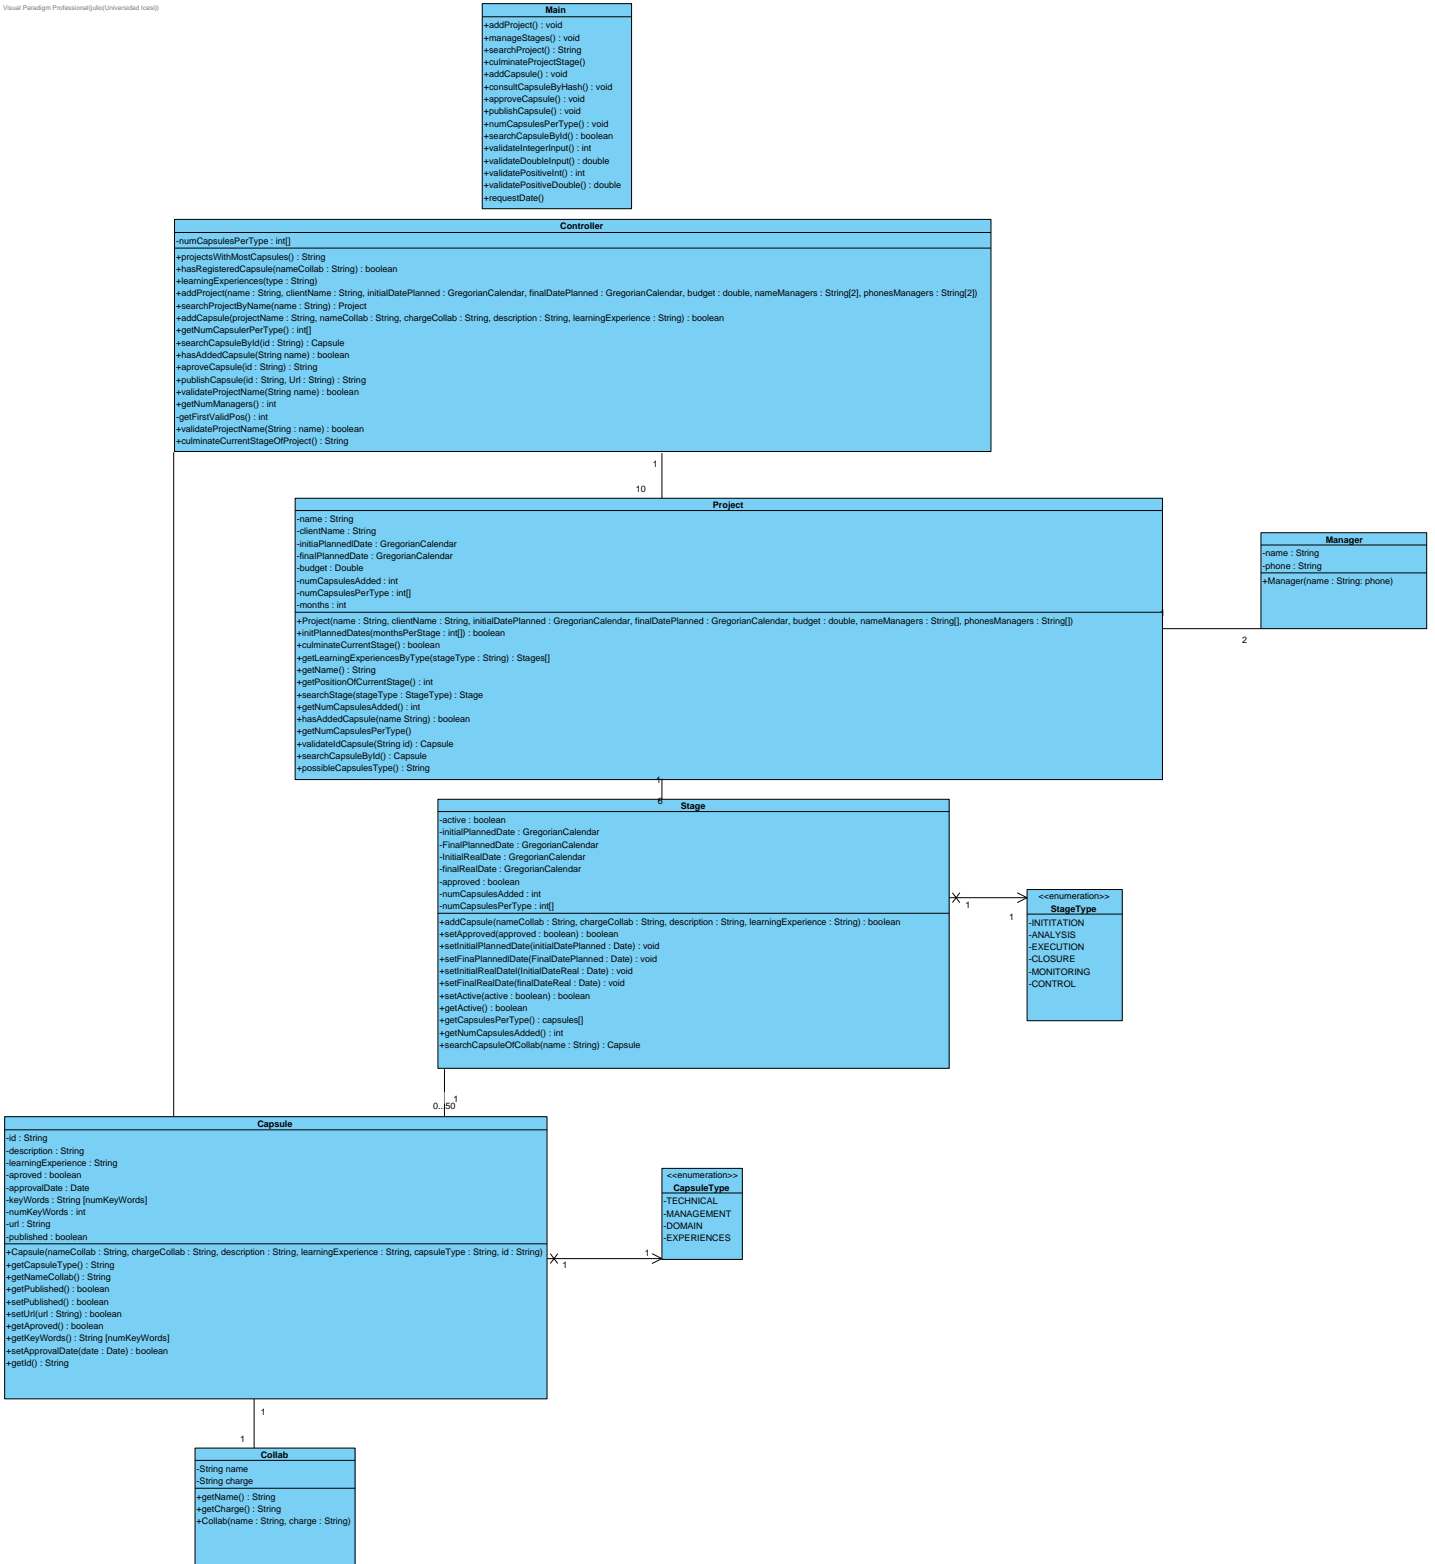 Visual Paradigm Professional(julio(Universidad Icesi))
Main
+addProject() : void
+manageStages() : void
+searchProject() : String
+culminateProjectStage()
+addCapsule() : void
+consultCapsuleByHash() : void
+approveCapsule() : void
+publishCapsule() : void
+numCapsulesPerType() : void
+searchCapsuleById() : boolean
+validateIntegerInput() : int
+validateDoubleInput() : double
+validatePositiveInt() : int
+validatePositiveDouble() : double
+requestDate()
Controller
-numCapsulesPerType : int[]
+projectsWithMostCapsules() : String
+hasRegisteredCapsule(nameCollab : String) : boolean
+learningExperiences(type : String)
+addProject(name : String, clientName : String, initialDatePlanned : GregorianCalendar, finalDatePlanned : GregorianCalendar, budget : double, nameManagers : String[2], phonesManagers : String[2])
+searchProjectByName(name : String) : Project
+addCapsule(projectName : String, nameCollab : String, chargeCollab : String, description : String, learningExperience : String) : boolean
+getNumCapsulerPerType() : int[]
+searchCapsuleById(id : String) : Capsule
+hasAddedCapsule(String name) : boolean
+aproveCapsule(id : String) : String
+publishCapsule(id : String, Url : String) : String
+validateProjectName(String name) : boolean
+getNumManagers() : int
-getFirstValidPos() : int
+validateProjectName(String : name) : boolean
+culminateCurrentStageOfProject() : String
1
10
Project
-name : String
-clientName : String
-initiaPlannedlDate : GregorianCalendar
-finalPlannedDate : GregorianCalendar
-budget : Double
-numCapsulesAdded : int
-numCapsulesPerType : int[]
-months : int
+Project(name : String, clientName : String, initialDatePlanned : GregorianCalendar, finalDatePlanned : GregorianCalendar, budget : double, nameManagers : String[], phonesManagers : String[])
+initPlannedDates(monthsPerStage : int[]) : boolean
+culminateCurrentStage() : boolean
+getLearningExperiencesByType(stageType : String) : Stages[]
+getName() : String
+getPositionOfCurrentStage() : int
+searchStage(stageType : StageType) : Stage
+getNumCapsulesAdded() : int
+hasAddedCapsule(name String) : boolean
+getNumCapsulesPerType()
+validateIdCapsule(String id) : Capsule
+searchCapsuleById() : Capsule
+possibleCapsulesType() : String
1
2
Manager
-name : String
-phone : String
+Manager(name : String: phone)
1
6
Stage
-active : boolean
-initialPlannedDate : GregorianCalendar
-FinalPlannedDate : GregorianCalendar
-InitialRealDate : GregorianCalendar
-finalRealDate : GregorianCalendar
-approved : boolean
-numCapsulesAdded : int
-numCapsulesPerType : int[]
+addCapsule(nameCollab : String, chargeCollab : String, description : String, learningExperience : String) : boolean
+setApproved(approved : boolean) : boolean
+setInitialPlannedDate(initialDatePlanned : Date) : void
+setFinaPlannedlDate(FinalDatePlanned : Date) : void
+setInitialRealDatel(InitialDateReal : Date) : void
+setFinalRealDate(finalDateReal : Date) : void
+setActive(active : boolean) : boolean
+getActive() : boolean
+getCapsulesPerType() : capsules[]
+getNumCapsulesAdded() : int
+searchCapsuleOfCollab(name : String) : Capsule
1
1
<<enumeration>>
StageType
-INITITATION
-ANALYSIS
-EXECUTION
-CLOSURE
-MONITORING
-CONTROL
1
0...50
Capsule
-id : String
-description : String
-learningExperience : String
-aproved : boolean
-approvalDate : Date
-keyWords : String [numKeyWords]
-numKeyWords : int
-url : String
-published : boolean
+Capsule(nameCollab : String, chargeCollab : String, description : String, learningExperience : String, capsuleType : String, id : String)
+getCapsuleType() : String
+getNameCollab() : String
+getPublished() : boolean
+setPublished() : boolean
+setUrl(url : String) : boolean
+getAproved() : boolean
+getKeyWords() : String [numKeyWords]
+setApprovalDate(date : Date) : boolean
+getId() : String
1
1
<<enumeration>>
CapsuleType
-TECHNICAL
-MANAGEMENT
-DOMAIN
-EXPERIENCES
1
1
Collab
-String name
-String charge
+getName() : String
+getCharge() : String
+Collab(name : String, charge : String)